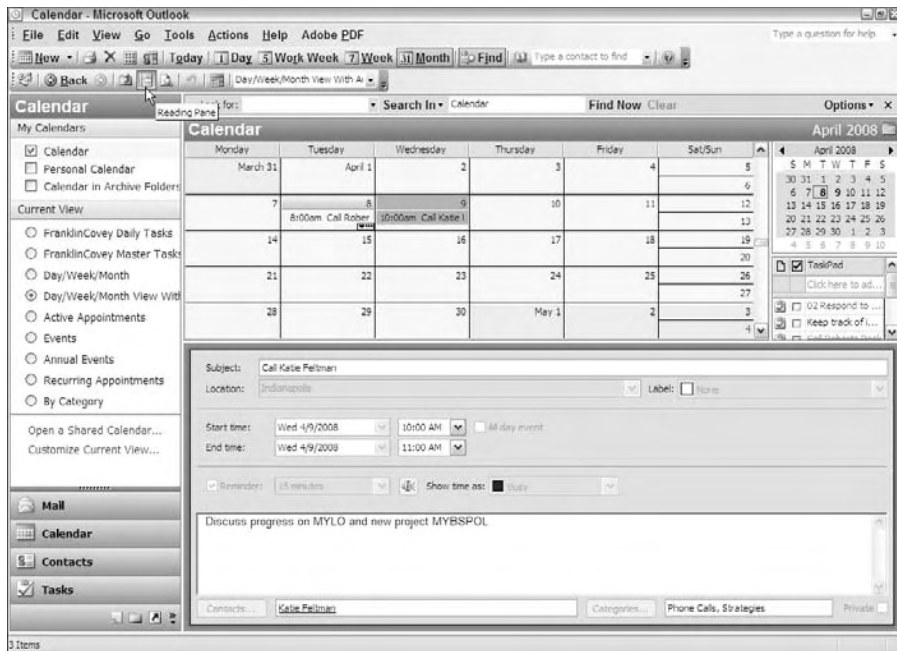 Calendar - Microsoft Outlook
File Edit View Go Tools Actions Help Adobe PDF
Type a question for help
New Today 1 Day 5 Work Week 7 Week 31 Month Find Type a contact to find
Back Day/Week/Month View With A
Reading Pane
for: Search In Calendar Find Now Clear Options
Calendar
My Calendars
Calendar
Personal Calendar
Calendar in Archive Folders
Current View
FranklinCovey Daily Tasks
FranklinCovey Master Tasks
Day/Week/Month
Day/Week/Month View With
Active Appointments
Events
Annual Events
Recurring Appointments
By Category
Open a Shared Calendar...
Customize Current View...
Mail
Calendar
Contacts
Tasks
Calendar April 2008
Monday Tuesday Wednesday Thursday Friday Sat/Sun
March 31 April 1 2 3 4 5
6
7 8 9 10 11 12
8:00am Call Rober 10:00am Call Katie 13
14 15 16 17 18 19
20
21 22 23 24 25 26
27
28 29 30 May 1 2 3
4
April 2008
S M T W T F S
30 31 1 2 3 4 5
6 7 8 9 10 11 12
13 14 15 16 17 18 19
20 21 22 23 24 25 26
27 28 29 30 1 2 3
4 5 6 7 8 9 10
TaskPad
Click here to ad...
02 Respond to ...
Keep track of i...
Subject: Call Katie Feltman
Location: Indianapolis Label: None
Start time: Wed 4/9/2008 10:00 AM All day event
End time: Wed 4/9/2008 11:00 AM
Reminder: 15 minutes Show time as: Busy
Discuss progress on MYLO and new project MYBSPOL
Contacts... Katie Feltman Categories... Phone Calls, Strategies Private
3 Items